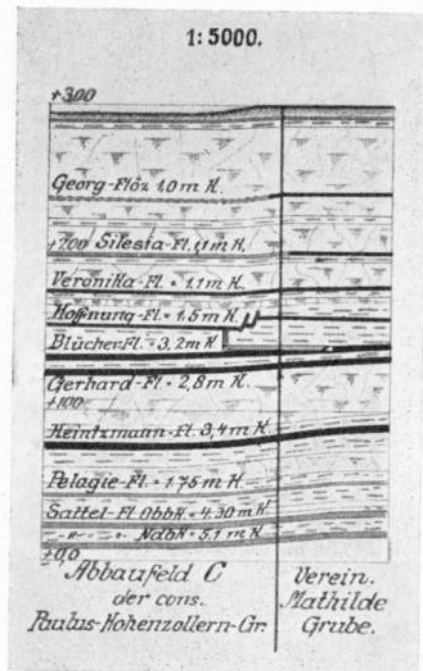 1:5000.
+300
Georg-Flöz 1.0 m K.
+200 Silesia-Fl. 1,1 m K.
Veronika-Fl. = 1.1 m K.
Hoffnung-Fl. = 1.5 m K.
Blücher-Fl. = 3,2 m K.
Gerhard-Fl. = 2,8 m K.
+100
Heintzmann-Fl. 3,4 m K.
Pelagie-Fl. = 1.75 m K.
Sattel-Fl. Obbk. = 4.30 m K.
" " Ndbk = 5,1 m K.
±0,0
Abbaufeld C
der cons.
Paulus-Hohenzollern-Gr.
Verein.
Mathilde
Grube.